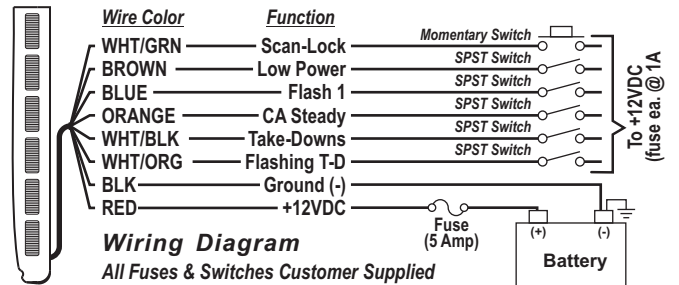 Wire Color Function
WHT/GRN Scan-Lock Momentary Switch
BROWN Low Power SPST Switch
BLUE Flash 1 SPST Switch
ORANGE CA Steady SPST Switch
WHT/BLK Take-Downs SPST Switch
WHT/ORG Flashing T-D SPST Switch
BLK Ground (-)
RED +12VDC
To +12VDC
(fuse ea. @ 1A
Fuse
(5 Amp)
(+) (-)
Battery
Wiring Diagram
All Fuses & Switches Customer Supplied